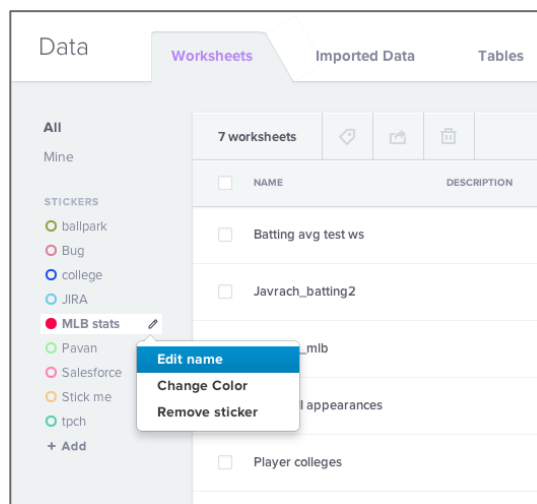 Data
Worksheets
Imported Data
Tables
All
Mine
STICKERS
ballpark
Bug
college
JIRA
MLB stats
Pavan
Salesforce
Stick me
tpch
+ Add
Edit name
Change Color
Remove sticker
7 worksheets
NAME DESCRIPTION
Batting avg test ws
Javrach_batting2
_mlb
l appearances
Player colleges